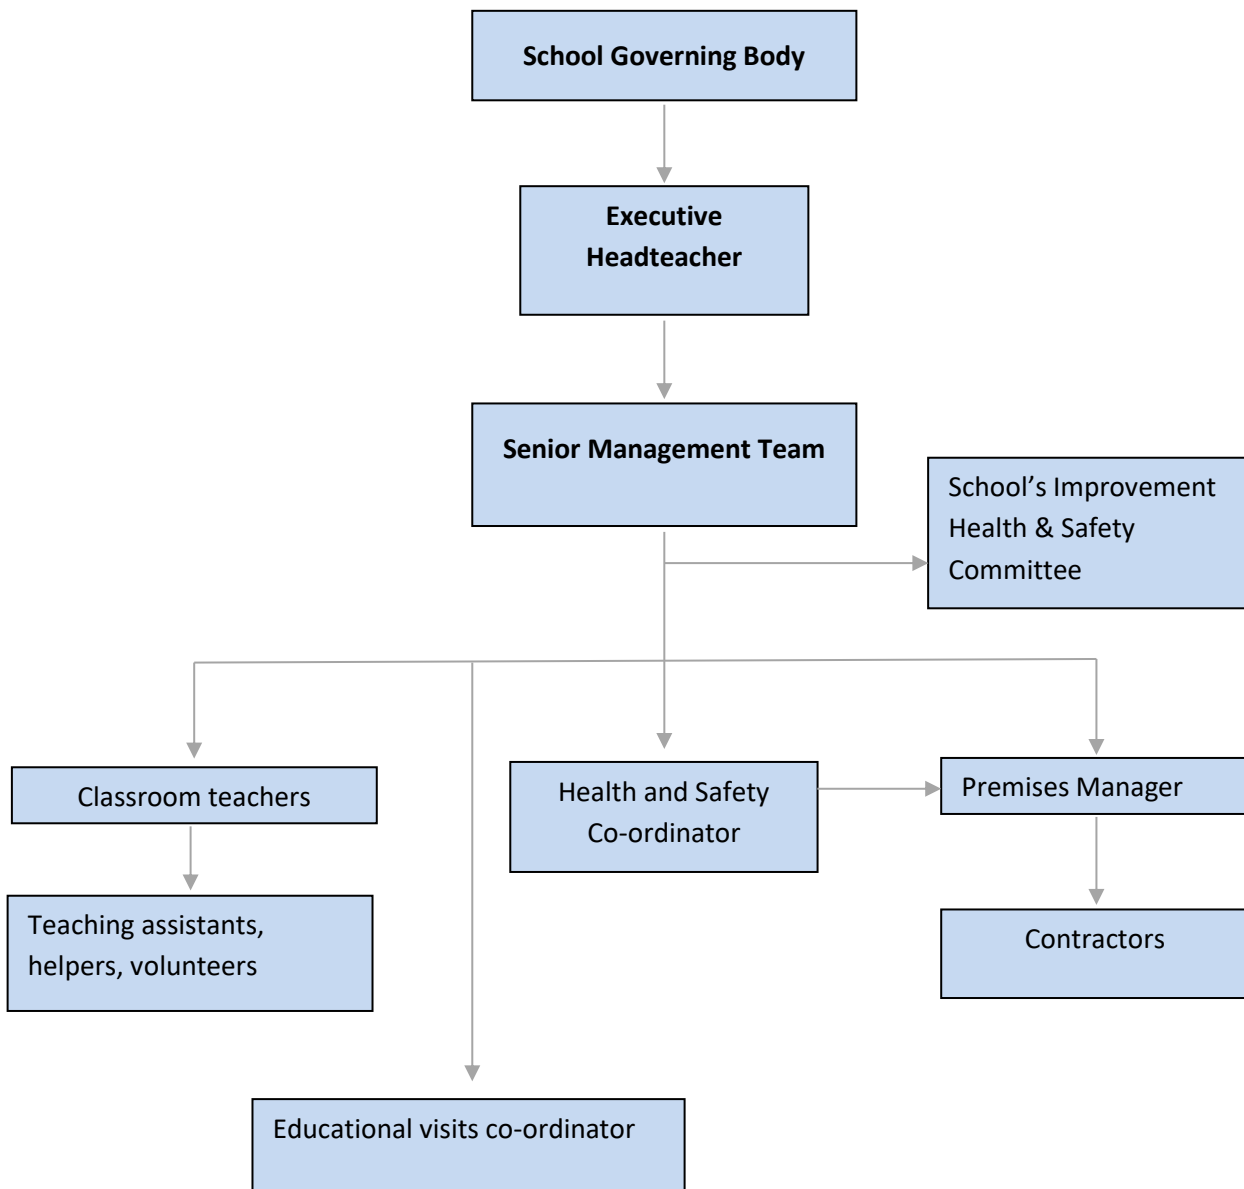 School Governing Body
Executive
Headteacher
Senior Management Team
School’s Improvement
Health & Safety
Committee
Classroom teachers
Health and Safety
Co-ordinator
Premises Manager
Teaching assistants,
helpers, volunteers
Contractors
Educational visits co-ordinator